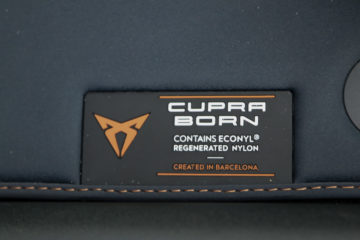 CUPRA
BORN
CONTAINS ECONYL®
REGENERATED NYLON
CREATED IN BARCELONA